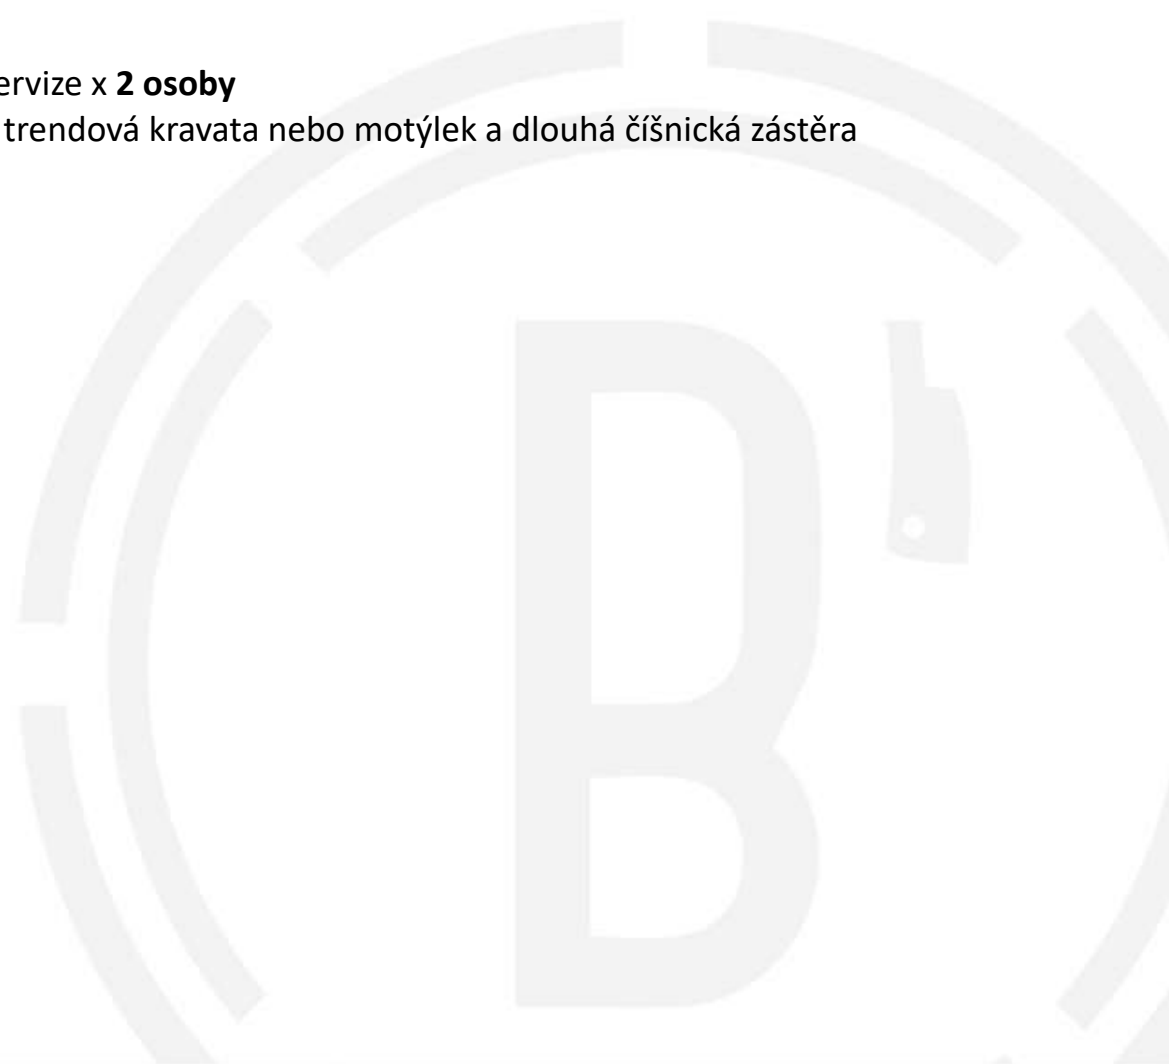 ervize x 2 osoby
trendová kravata nebo motýlek a dlouhá číšnická zástěra
B'